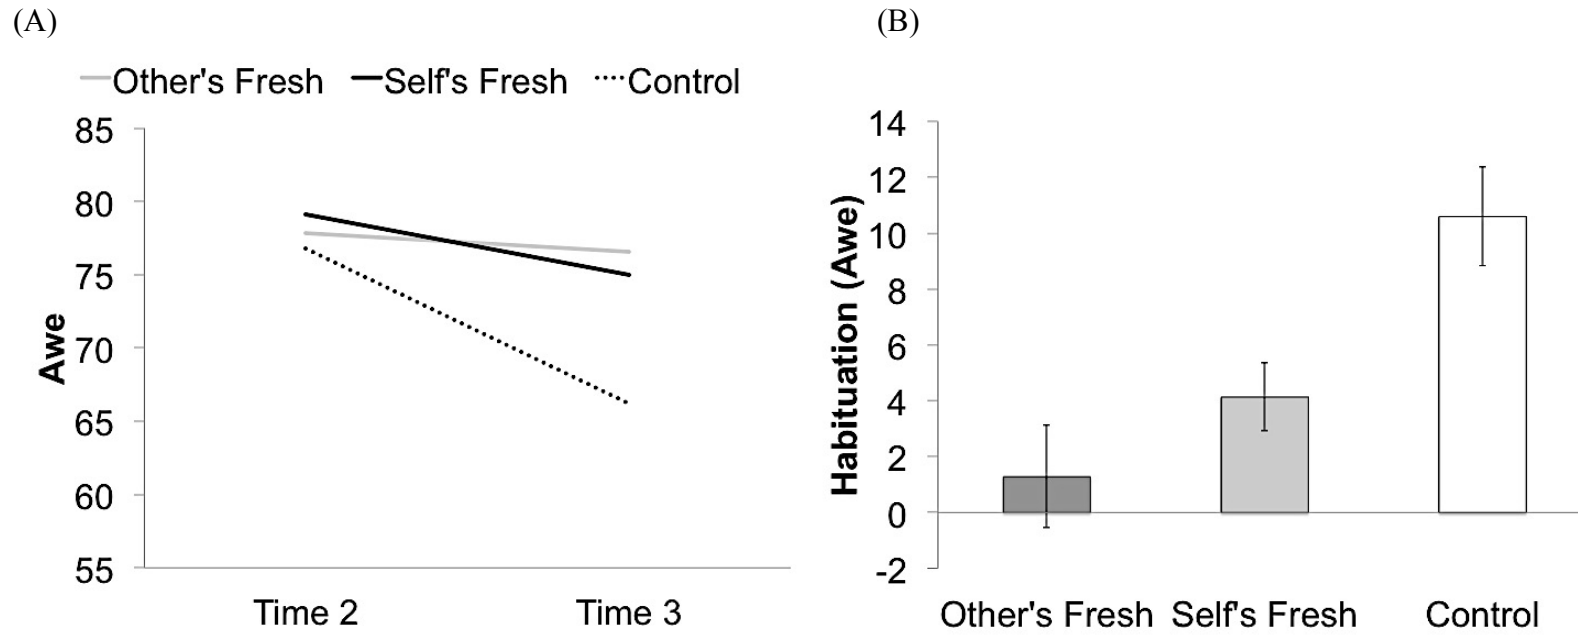 (A)
Other's Fresh Self's Fresh Control
85
80
75
70
65
60
55
Awe
Time 2 Time 3
(B)
14
12
10
8
6
4
2
0
-2
Habituation (Awe)
Other's Fresh Self's Fresh Control